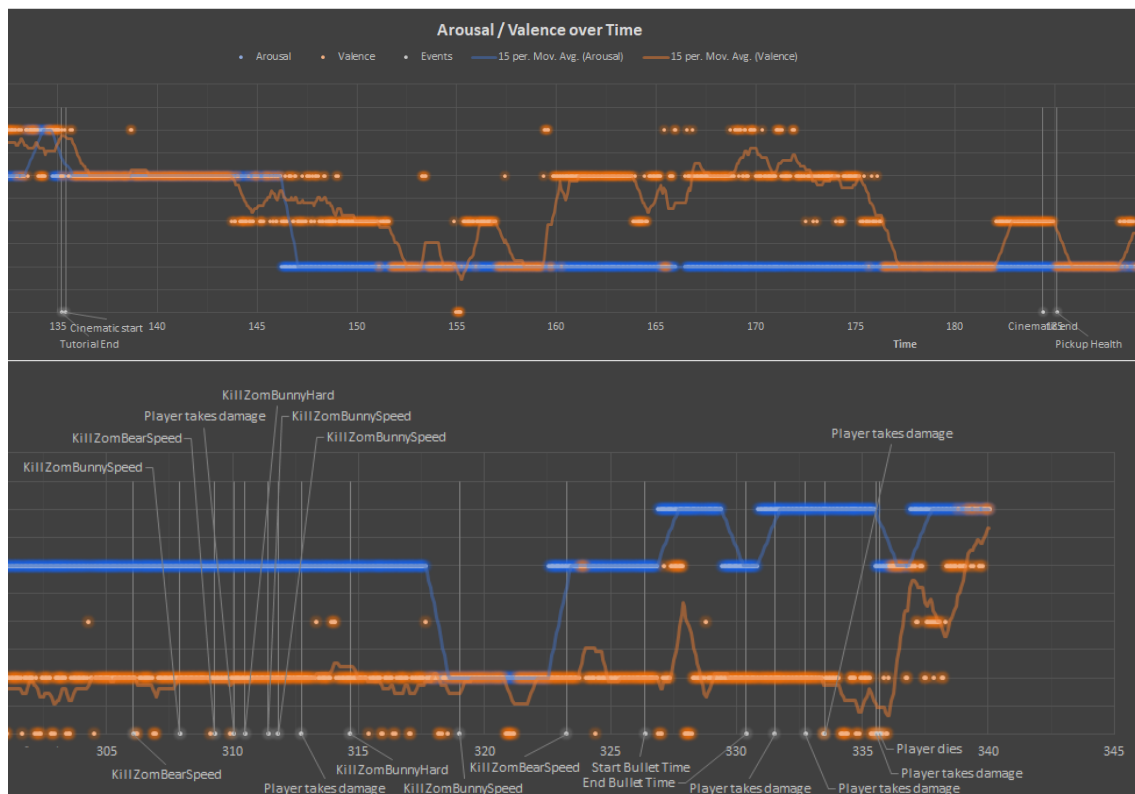 Arousal / Valence over Time
Arousal Valence Events 15 per. Mov. Avg. (Arousal) 15 per. Mov. Avg. (Valence)
135 140 145 150 155 160 165 170 175 180 185
Cinematic start Cinematic end
Tutorial End Time Pickup Health
KillZomBunnyHard
Player takes damage KillZomBunnySpeed
KillZomBearSpeed KillZomBunnySpeed Player takes damage
KillZomBunnySpeed
305 310 315 320 325 330 335 340 345
Player dies
KillZomBearSpeed KillZomBunnyHard KillZomBearSpeed Start Bullet Time
End Bullet Time Player takes damage
Player takes damage KillZomBunnySpeed Player takes damage Player takes damage